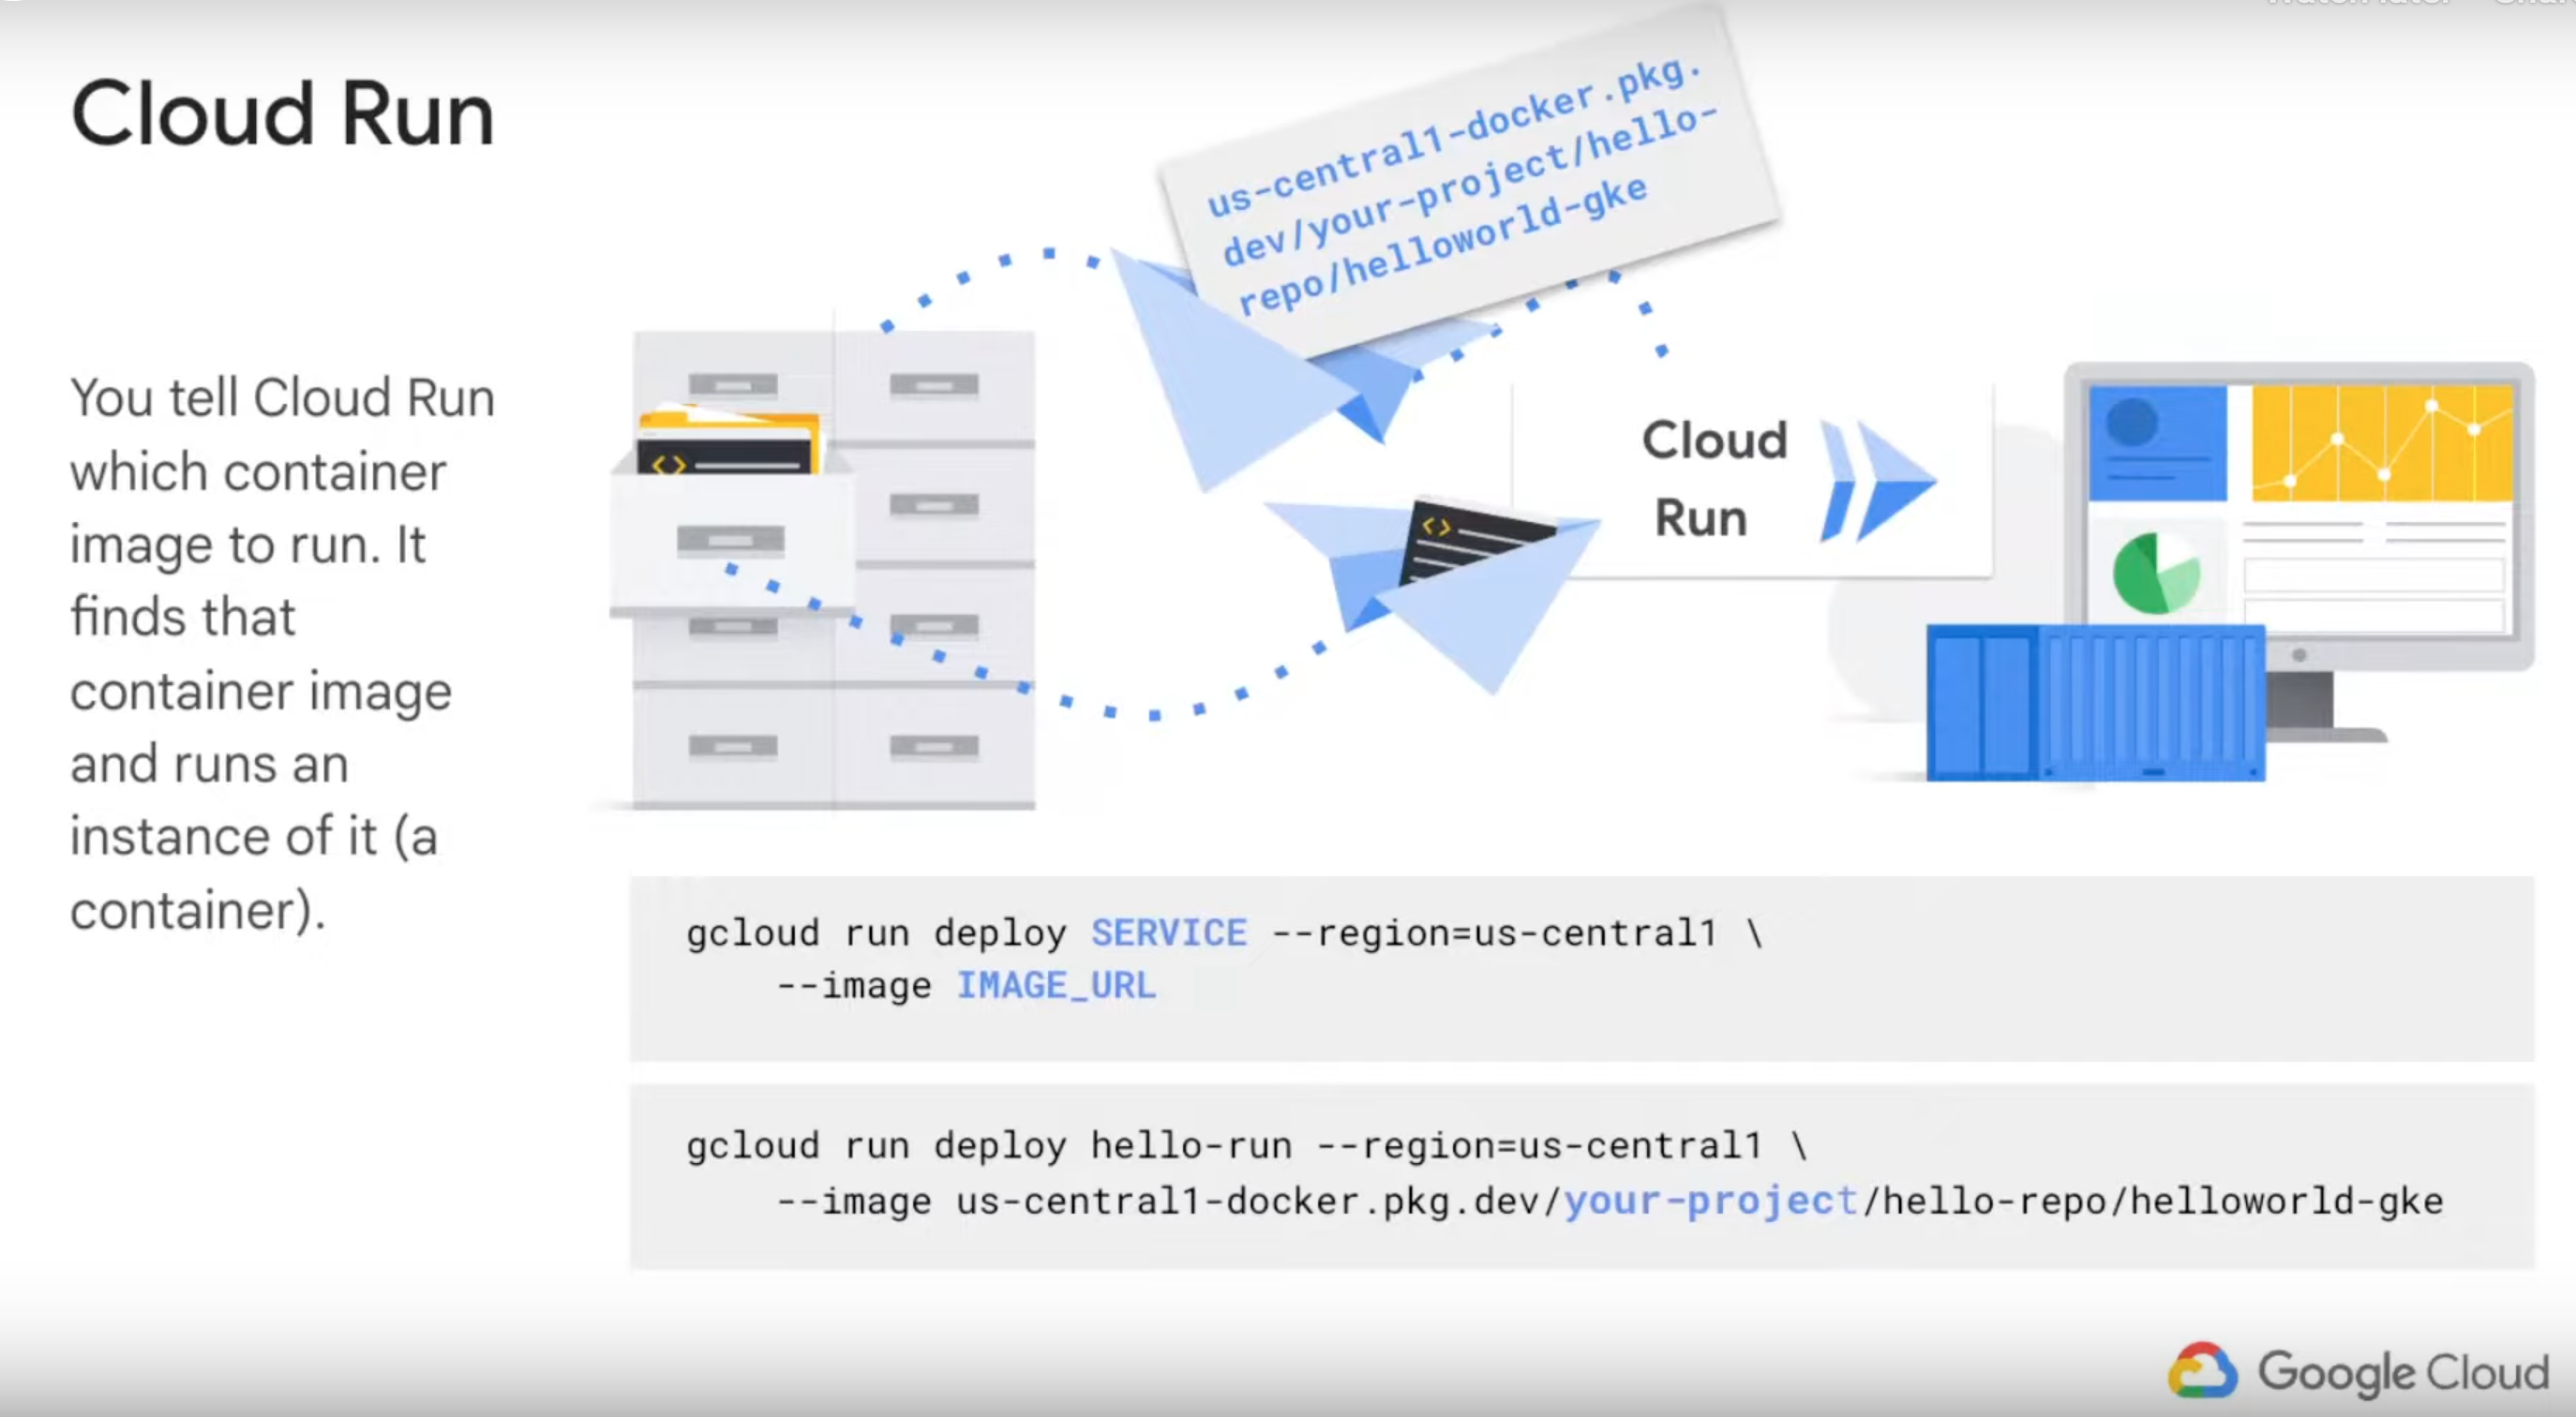 Cloud Run
us-central1-docker.pkg.
dev/your-project/hello-
repo/helloworld-gke
You tell Cloud Run
which container
image to run. It
finds that
container image
and runs an
instance of it (a
container).
Cloud
Run
gcloud run deploy SERVICE --region=us-central1 \
--image IMAGE_URL
gcloud run deploy hello-run --region=us-central1 \
--image us-central1-docker.pkg.dev/your-project/hello-repo/helloworld-gke
Google Cloud